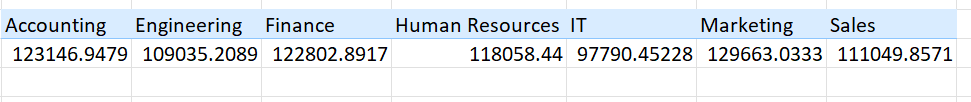 Accounting Engineering Finance Human Resources IT Marketing Sales
123146.9479 109035.2089 122802.8917 118058.44 97790.45228 129663.0333 111049.8571